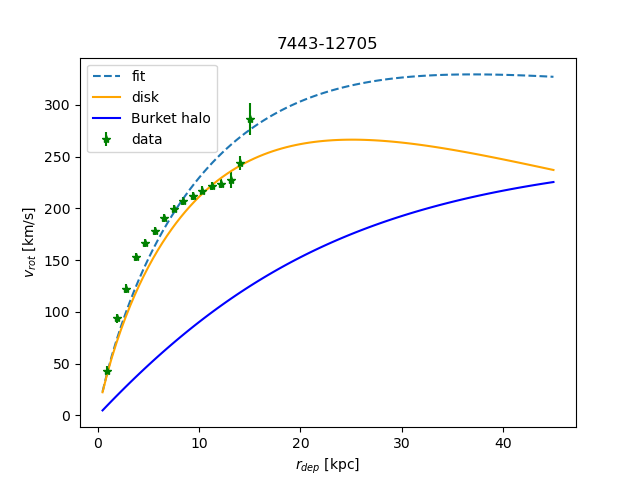 7443-12705
fit
disk
Burket halo
data
v_rot [km/s]
300
250
200
150
100
50
0
0 10 20 30 40
r_dep [kpc]